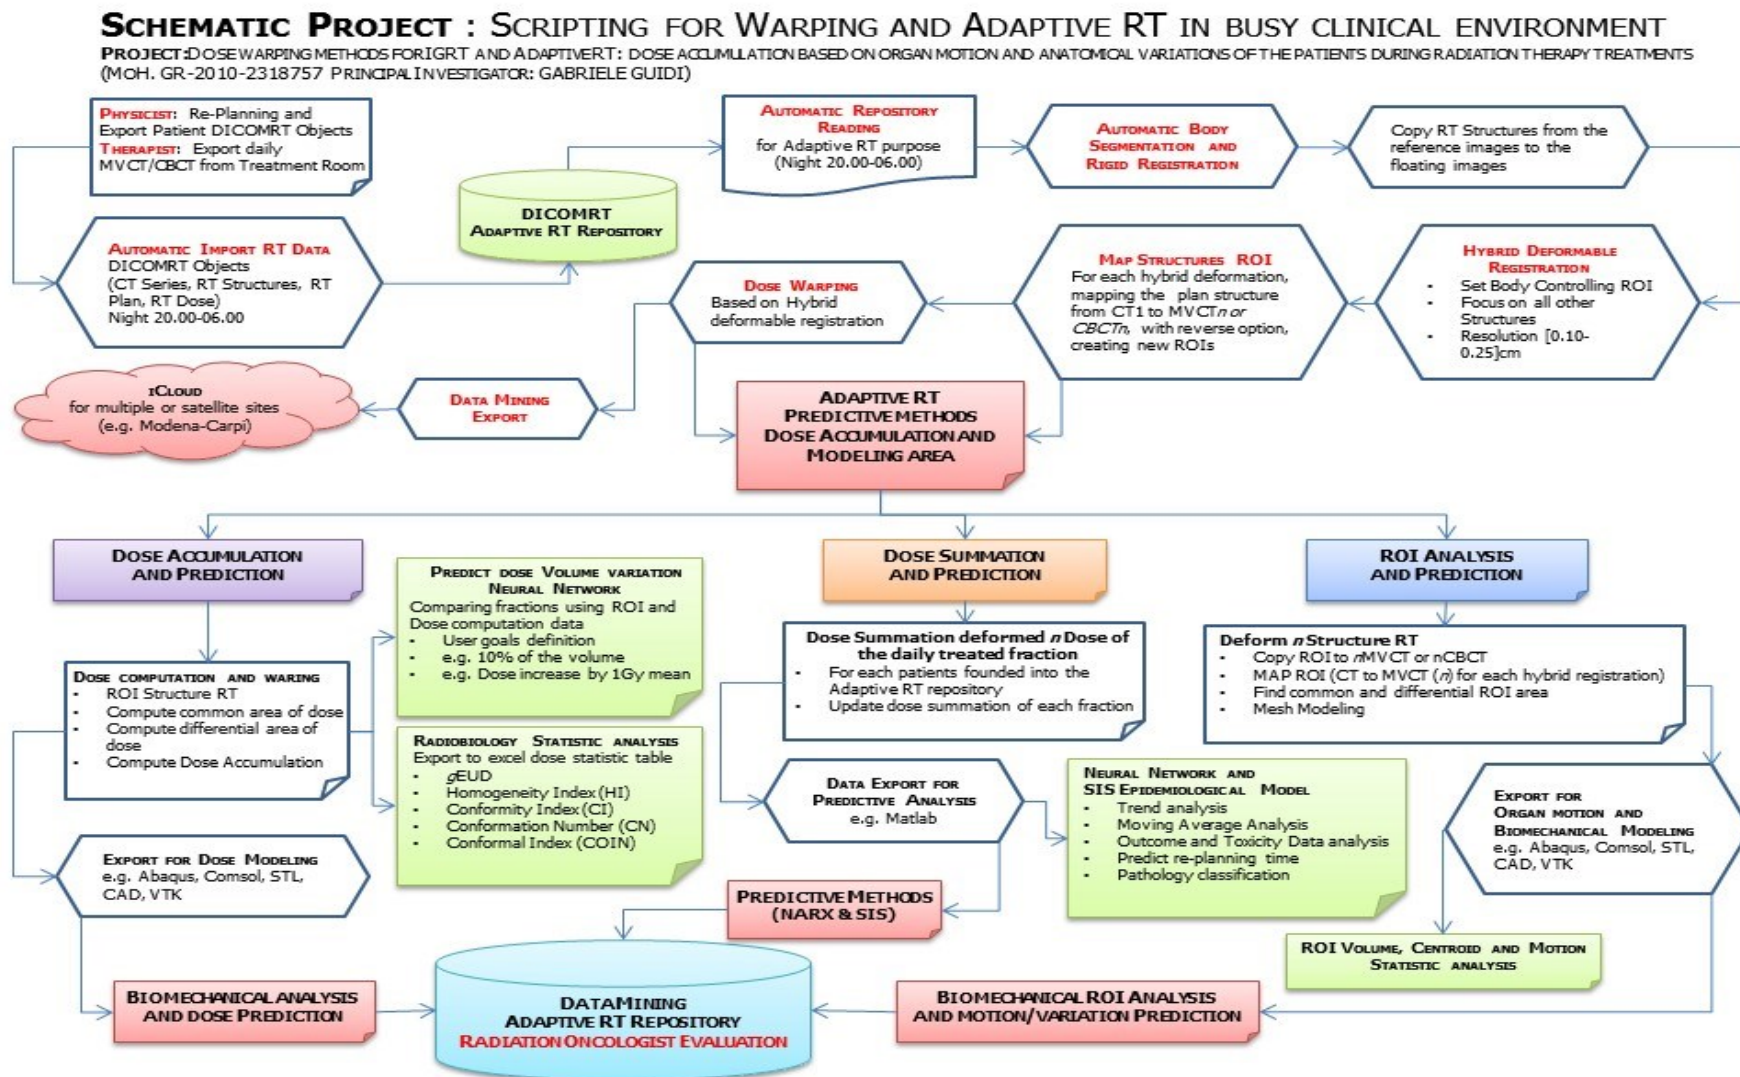 SCHEMATIC PROJECT : SCRIPTING FOR WARPING AND ADAPTIVE RT IN BUSY CLINICAL ENVIRONMENT
PROJECT:DOSE WARPING METHODS FOR IGRT AND ADAPTIVERT: DOSE ACCUMULATION BASED ON ORGAN MOTION AND ANATOMICAL VARIATIONS OF THE PATIENTS DURING RADIATION THERAPY TREATMENTS
(MOH. GR-2010-2318757 PRINCIPAL INVESTIGATOR: GABRIELE GUIDI)
PHYSICIST: Re-Planning and
Export Patient DICOMRT Objects
THERAPIST: Export daily
MVCT/CBCT from Treatment Room
AUTOMATIC REPOSITORY
READING
for Adaptive RT purpose
(Night 20.00-06.00)
AUTOMATIC BODY
SEGMENTATION AND
RIGID REGISTRATION
Copy RT Structures from the
reference images to the
floating images
DICOMRT
ADAPTIVE RT REPOSITORY
AUTOMATIC IMPORT RT DATA
DICOMRT Objects
(CT Series, RT Structures, RT
Plan, RT Dose)
Night 20.00-06.00
DOSE WARPING
Based on Hybrid
deformable registration
MAP STRUCTURES ROI
For each hybrid deformation,
mapping the plan structure
from CT1 to MVCTn or
CBCTn, with reverse option,
creating new ROIs
HYBRID DEFORMABLE
REGISTRATION
• Set Body Controlling ROI
• Focus on all other
Structures
• Resolution [0.10-
0.25]cm
ICLOUD
for multiple or satellite sites
(e.g. Modena-Carpi)
DATA MINING
EXPORT
ADAPTIVE RT
PREDICTIVE METHODS
DOSE ACCUMULATION AND
MODELING AREA
DOSE ACCUMULATION
AND PREDICTION
DOSE SUMMATION
AND PREDICTION
ROI ANALYSIS
AND PREDICTION
PREDICT DOSE VOLUME VARIATION
NEURAL NETWORK
Comparing fractions using ROI and
Dose computation data
• User goals definition
• e.g. 10% of the volume
• e.g. Dose increase by 1Gy mean
DOSE COMPUTATION AND WARING
• ROI Structure RT
• Compute common area of dose
• Compute differential area of
dose
• Compute Dose Accumulation
RADIOBIOLOGY STATISTIC ANALYSIS
Export to excel dose statistic table
• gEUD
• Homogeneity Index (HI)
• Conformity Index (CI)
• Conformation Number (CN)
• Conformal Index (COIN)
Dose Summation deformed n Dose of
the daily treated fraction
• For each patients founded into the
Adaptive RT repository
• Update dose summation of each fraction
Deform n Structure RT
• Copy ROI to nMVCT or nCBCT
• MAP ROI (CT to MVCT (n) for each hybrid registration)
• Find common and differential ROI area
• Mesh Modeling
DATA EXPORT FOR
PREDICTIVE ANALYSIS
e.g. Matlab
NEURAL NETWORK AND
SIS EPIDEMIOLOGICAL MODEL
• Trend analysis
• Moving Average Analysis
• Outcome and Toxicity Data analysis
• Predict re-planning time
• Pathology classification
EXPORT FOR
ORGAN MOTION AND
BIOMECHANICAL MODELING
e.g. Abaqus, Comsol, STL,
CAD, VTK
EXPORT FOR DOSE MODELING
e.g. Abaqus, Comsol, STL,
CAD, VTK
PREDICTIVE METHODS
(NARX & SIS)
ROI VOLUME, CENTROID AND MOTION
STATISTIC ANALYSIS
BIOMECHANICAL ANALYSIS
AND DOSE PREDICTION
DATAMINING
ADAPTIVE RT REPOSITORY
RADIATION ONCOLOGIST EVALUATION
BIOMECHANICAL ROI ANALYSIS
AND MOTION/VARIATION PREDICTION